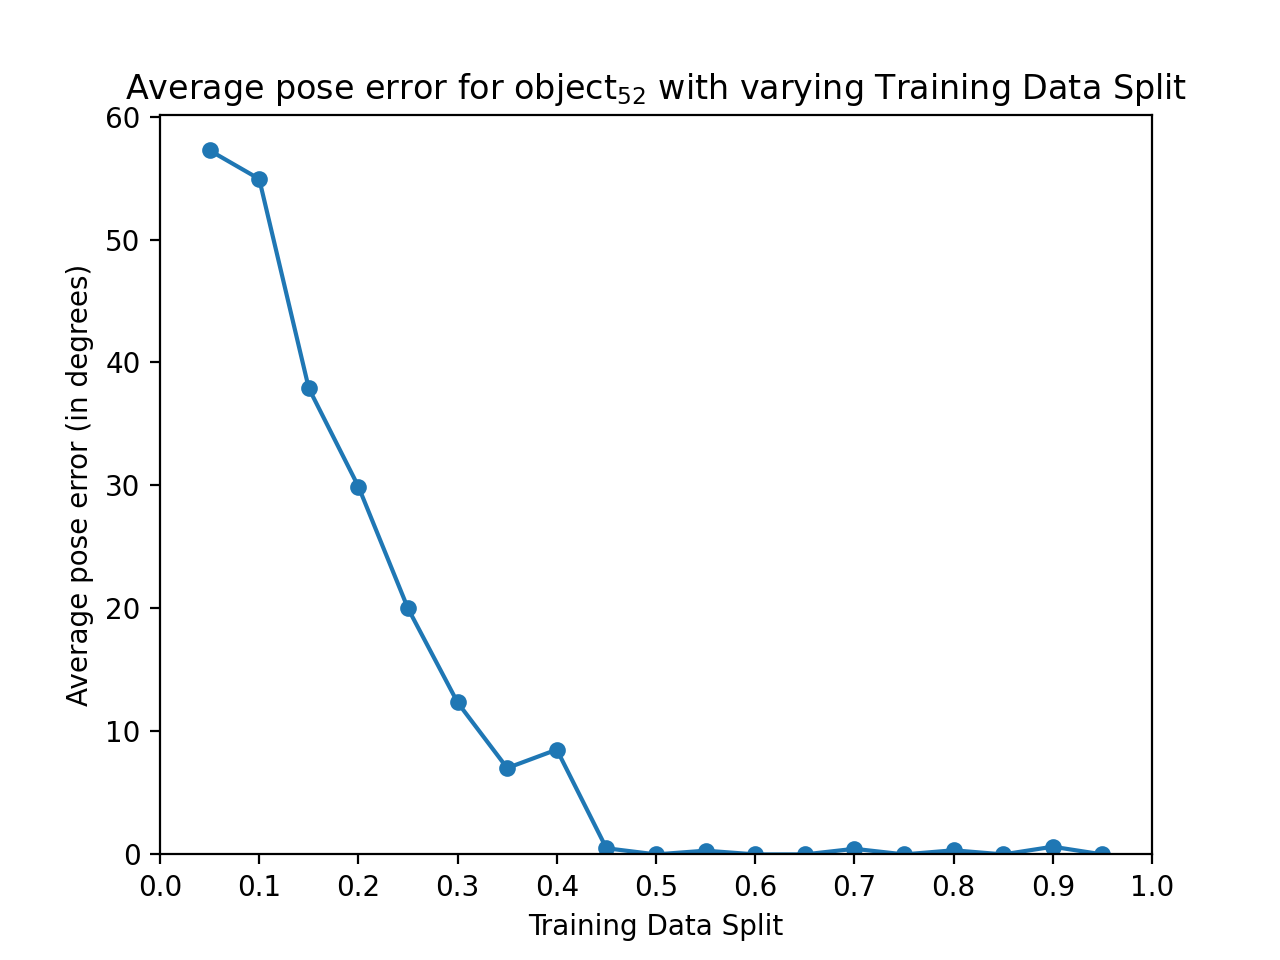 Average pose error for object₅₂ with varying Training Data Split
60
50
40
30
20
10
0
Average pose error (in degrees)
0.0 0.1 0.2 0.3 0.4 0.5 0.6 0.7 0.8 0.9 1.0
Training Data Split